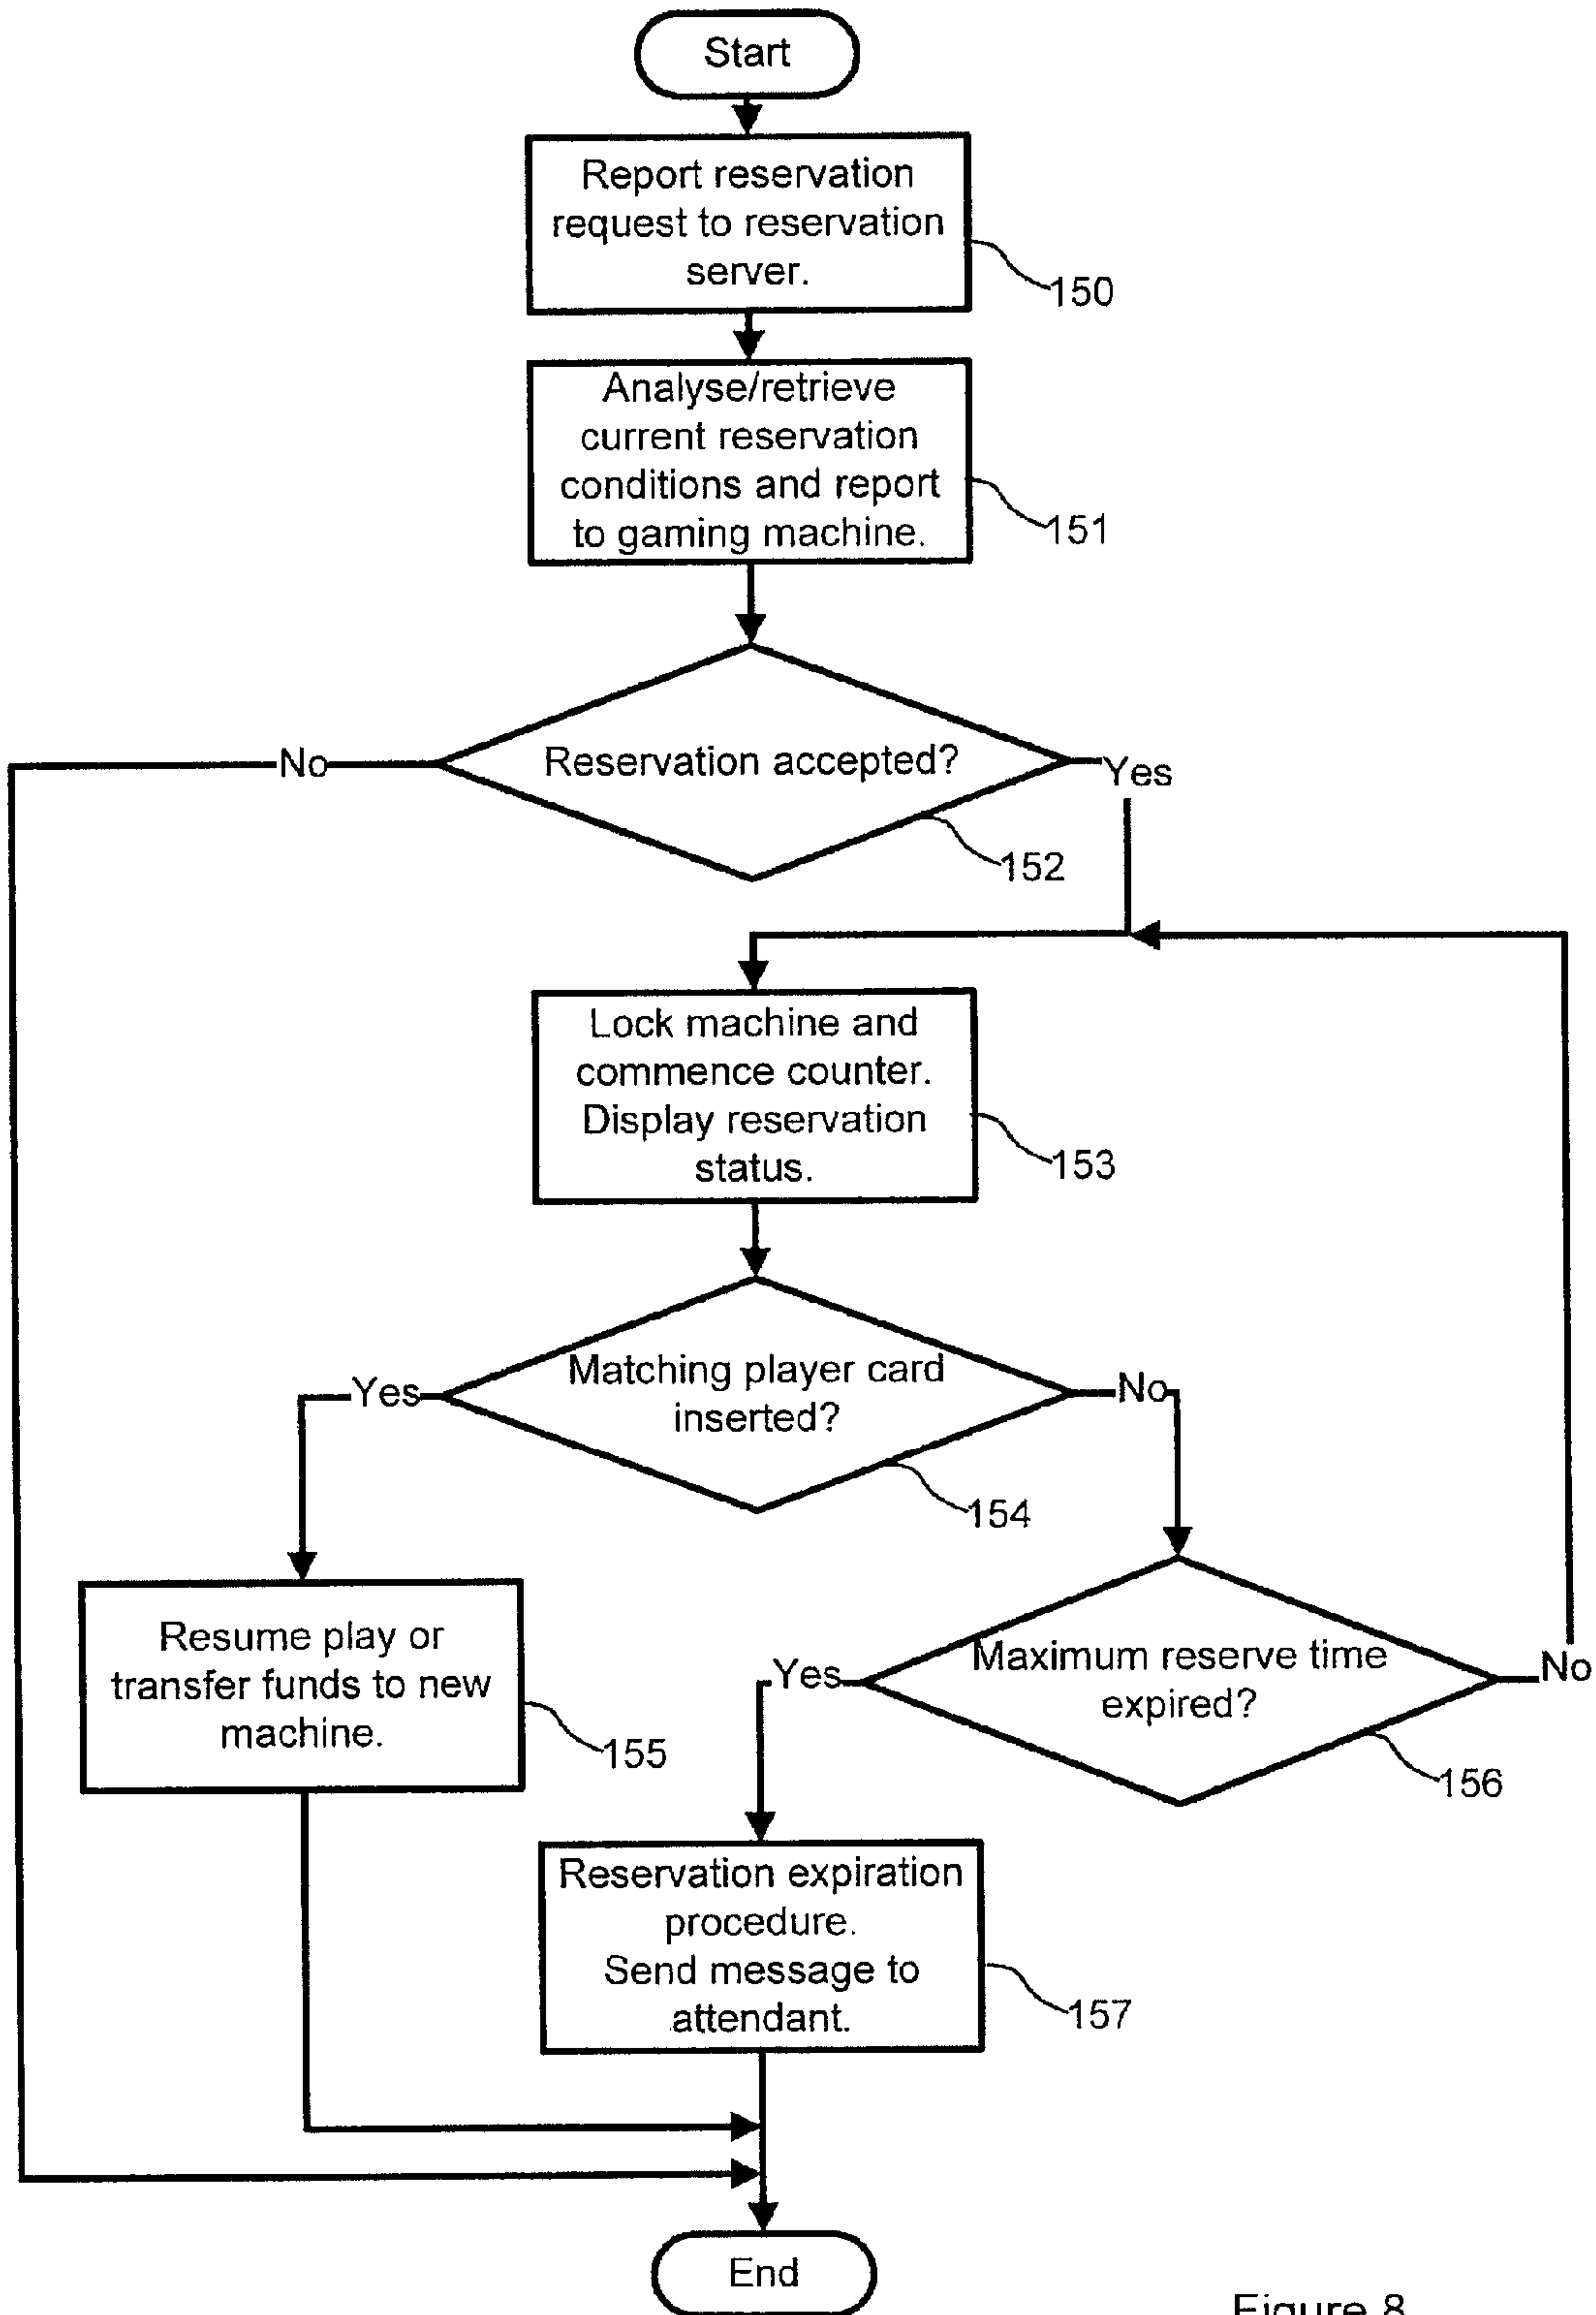 Start
Report reservation
request to reservation
server.
150
Analyse/retrieve
current reservation
conditions and report
to gaming machine.
151
Reservation accepted?
No
Yes
152
Lock machine and
commence counter.
Display reservation
status.
153
Matching player card
inserted?
Yes
No
154
Resume play or
transfer funds to new
machine.
155
Maximum reserve time
expired?
Yes
No
156
Reservation expiration
procedure.
Send message to
attendant.
157
End
Figure 8